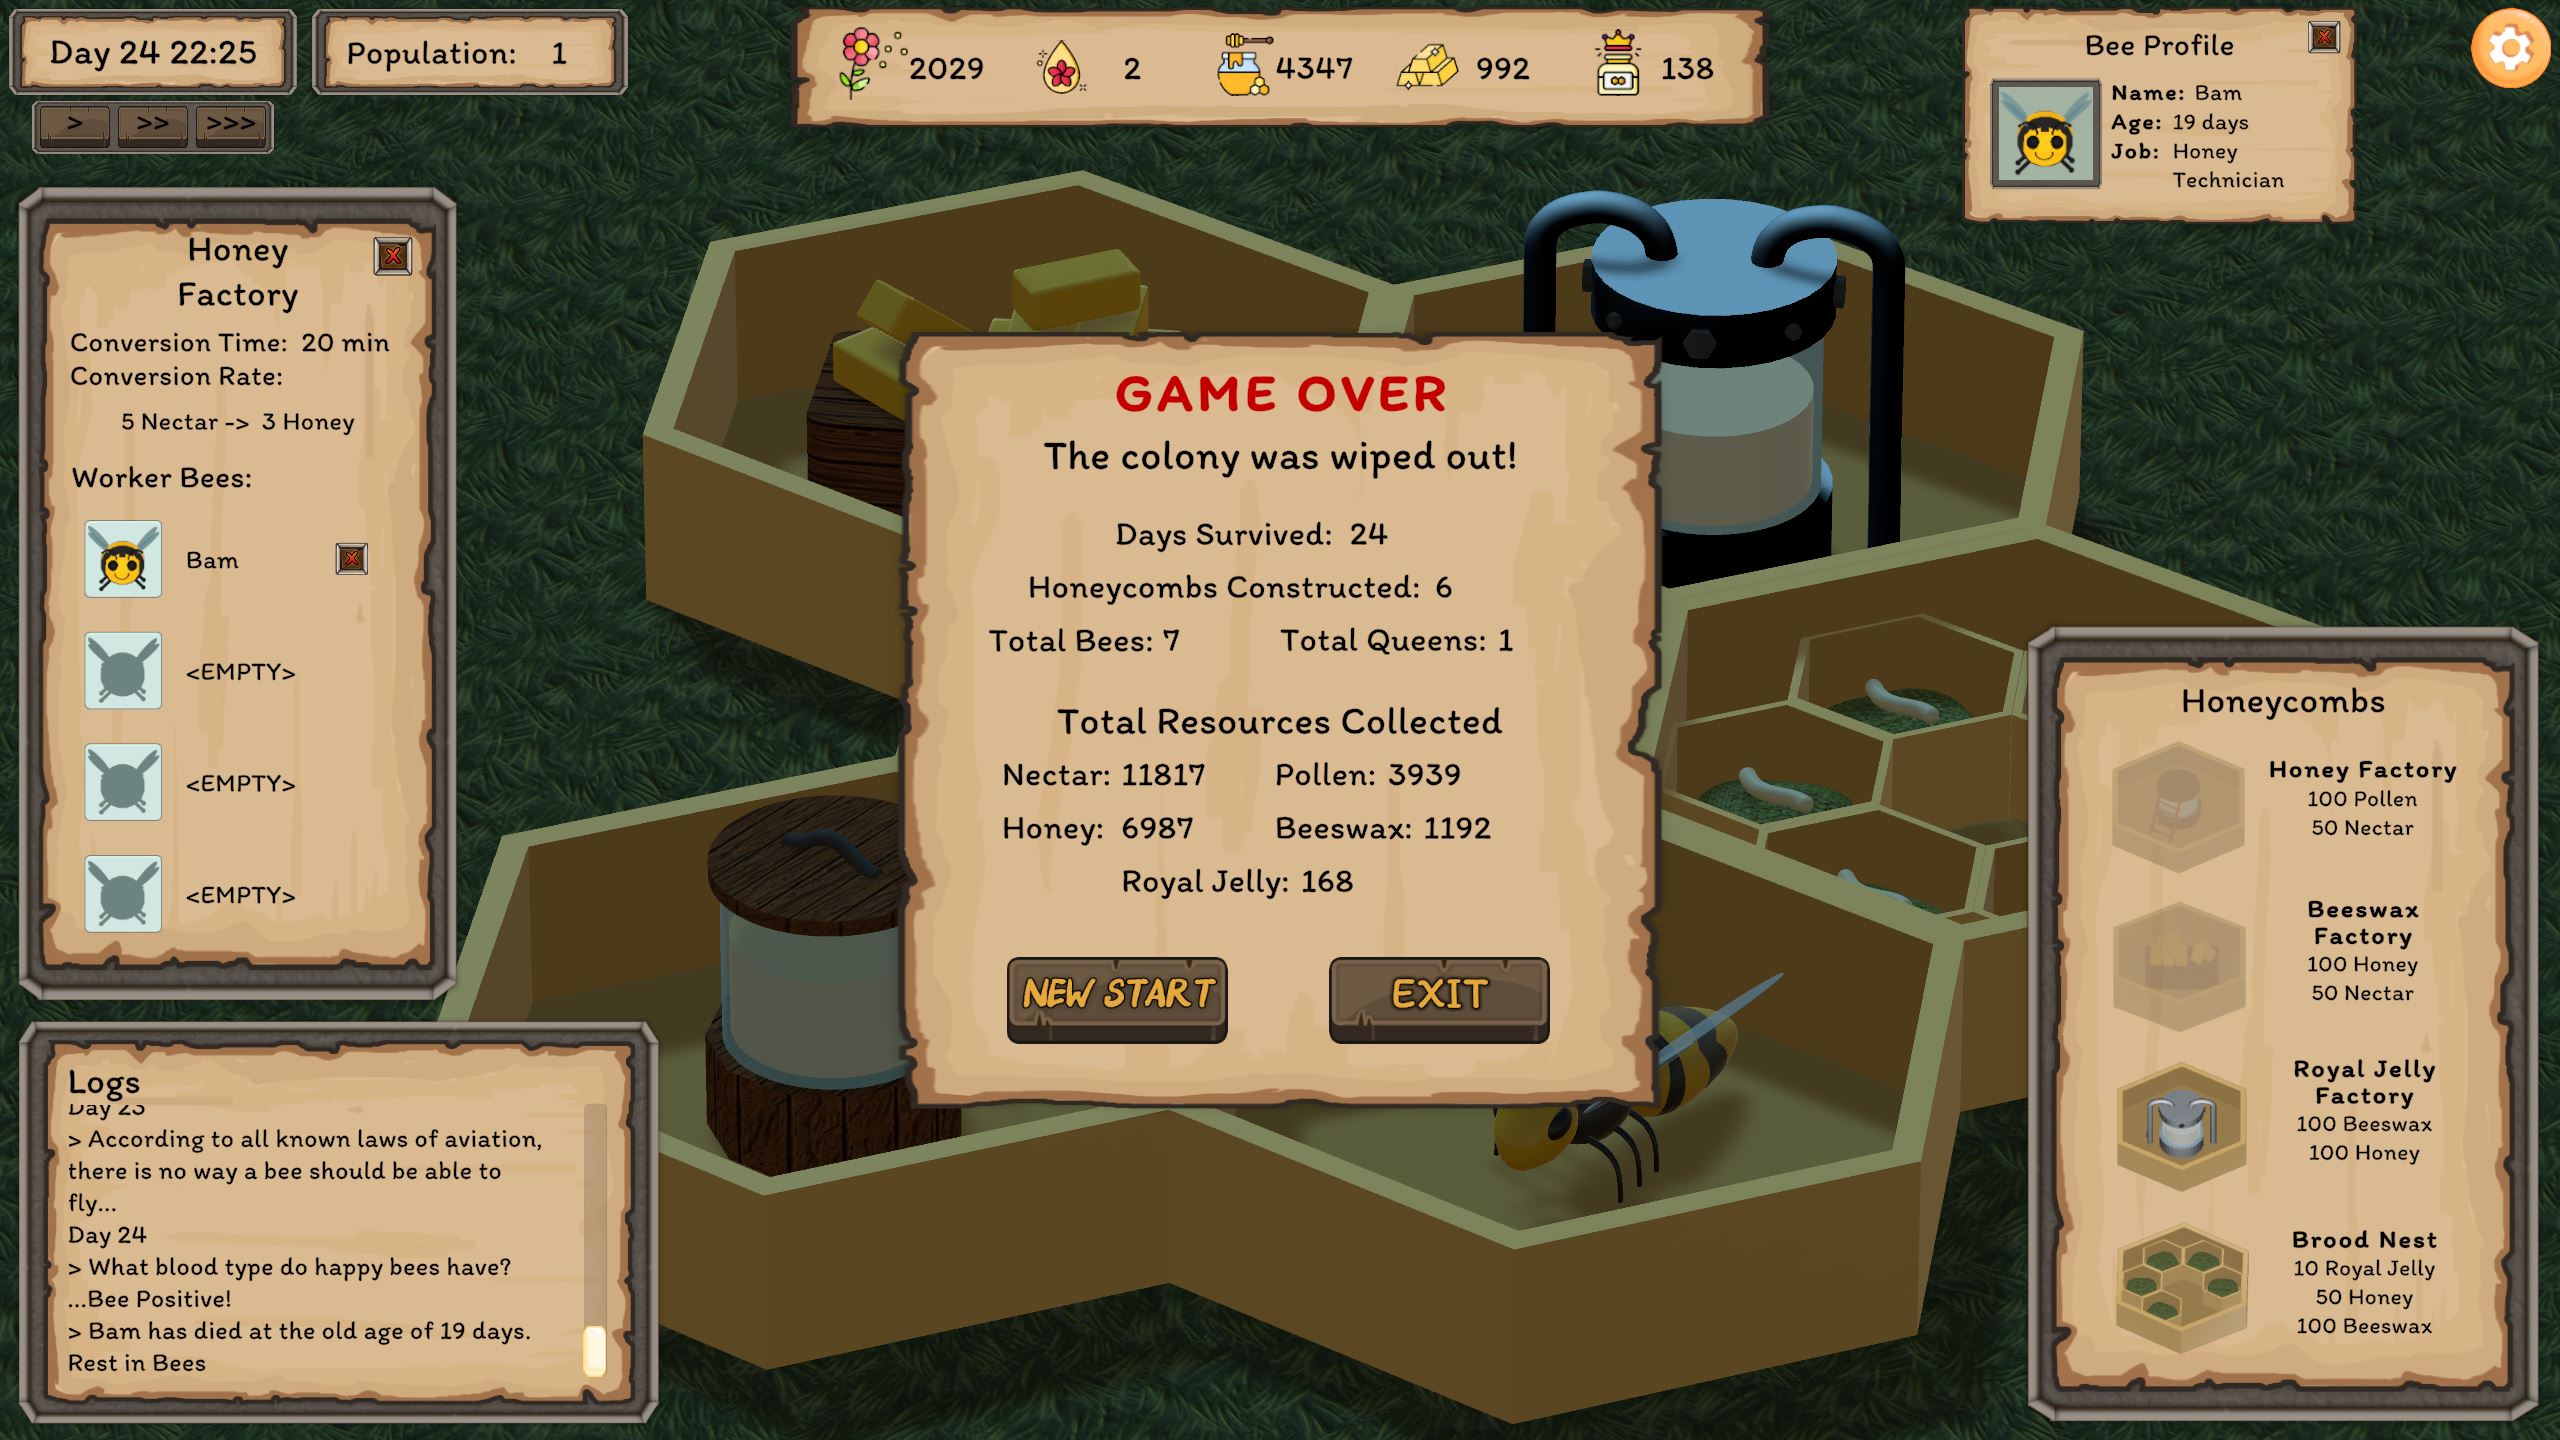 Day 24 22:25
Population: 1
> >> >>>
2029 2 4347 992 138
Bee Profile
Name: Bam
Age: 19 days
Job: Honey
Technician
Honey
Factory
Conversion Time: 20 min
Conversion Rate:
5 Nectar -> 3 Honey
Worker Bees:
Bam
<EMPTY>
<EMPTY>
<EMPTY>
GAME OVER
The colony was wiped out!
Days Survived: 24
Honeycombs Constructed: 6
Total Bees: 7 Total Queens: 1
Total Resources Collected
Nectar: 11817 Pollen: 3939
Honey: 6987 Beeswax: 1192
Royal Jelly: 168
NEW START EXIT
Honeycombs
Honey Factory
100 Pollen
50 Nectar
Beeswax
Factory
100 Honey
50 Nectar
Royal Jelly
Factory
100 Beeswax
100 Honey
Brood Nest
10 Royal Jelly
50 Honey
100 Beeswax
Logs
Day 23
> According to all known laws of aviation,
there is no way a bee should be able to
fly...
Day 24
> What blood type do happy bees have?
...Bee Positive!
> Bam has died at the old age of 19 days.
Rest in Bees